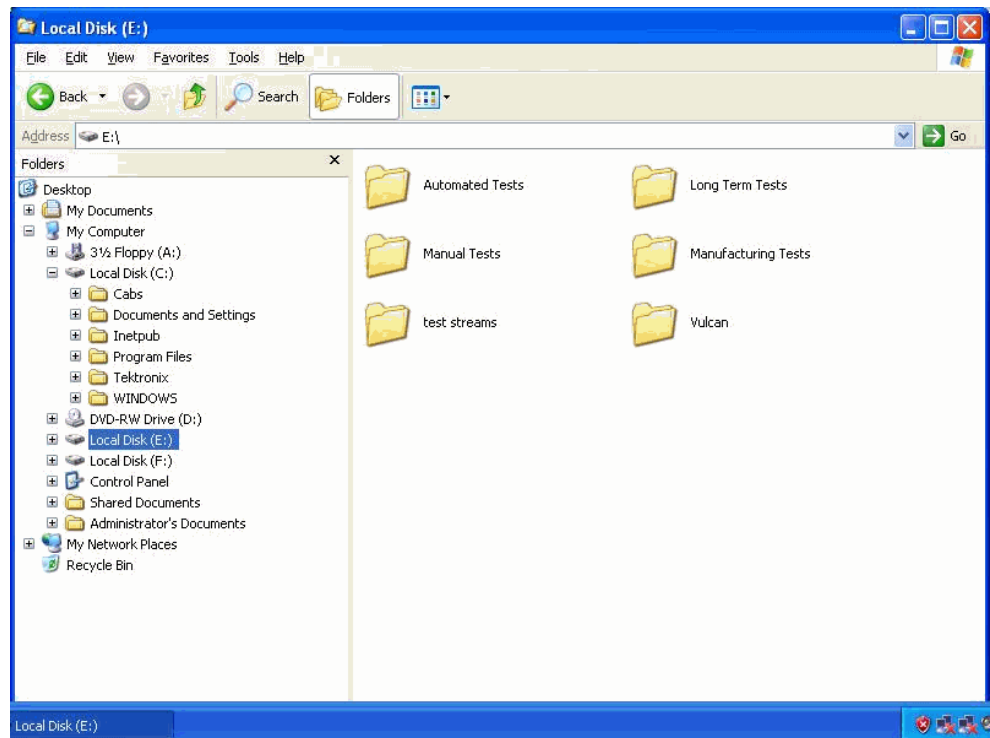 Local Disk (E:)
File Edit View Favorites Tools Help
Back Search Folders
Address E:\ Go
Folders
Desktop
My Documents
My Computer
3½ Floppy (A:)
Local Disk (C:)
Cabs
Documents and Settings
Inetpub
Program Files
Tektronix
WINDOWS
DVD-RW Drive (D:)
Local Disk (E:)
Local Disk (F:)
Control Panel
Shared Documents
Administrator's Documents
My Network Places
Recycle Bin
Automated Tests Long Term Tests
Manual Tests Manufacturing Tests
test streams Vulcan
Local Disk (E:)